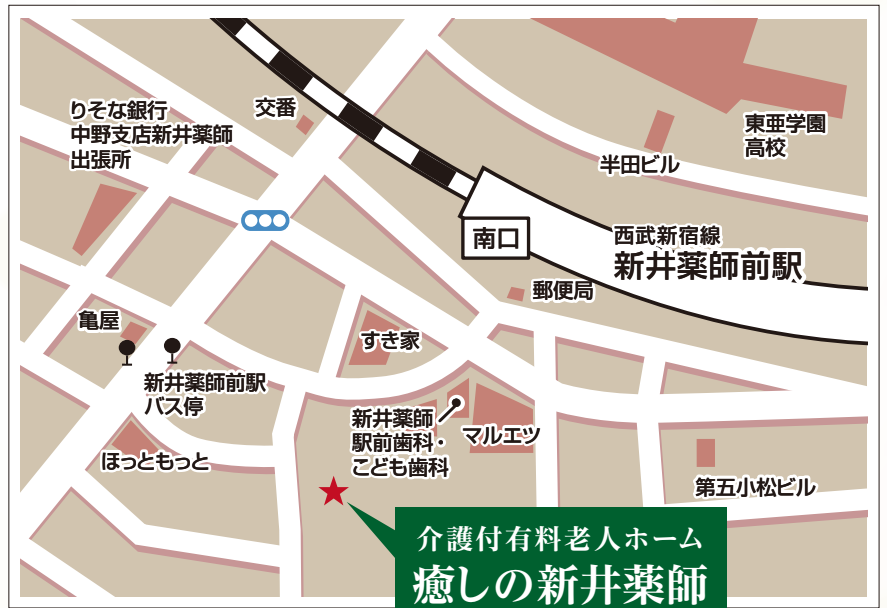 りそな銀行
中野支店新井薬師
出張所
交番
東亜学園
高校
半田ビル
南口
西武新宿線
新井薬師前駅
郵便局
亀屋
すき家
新井薬師前駅
バス停
新井薬師
駅前歯科・
こども歯科
マルエツ
ほっともっと
第五小松ビル
介護付有料老人ホーム
癒しの新井薬師